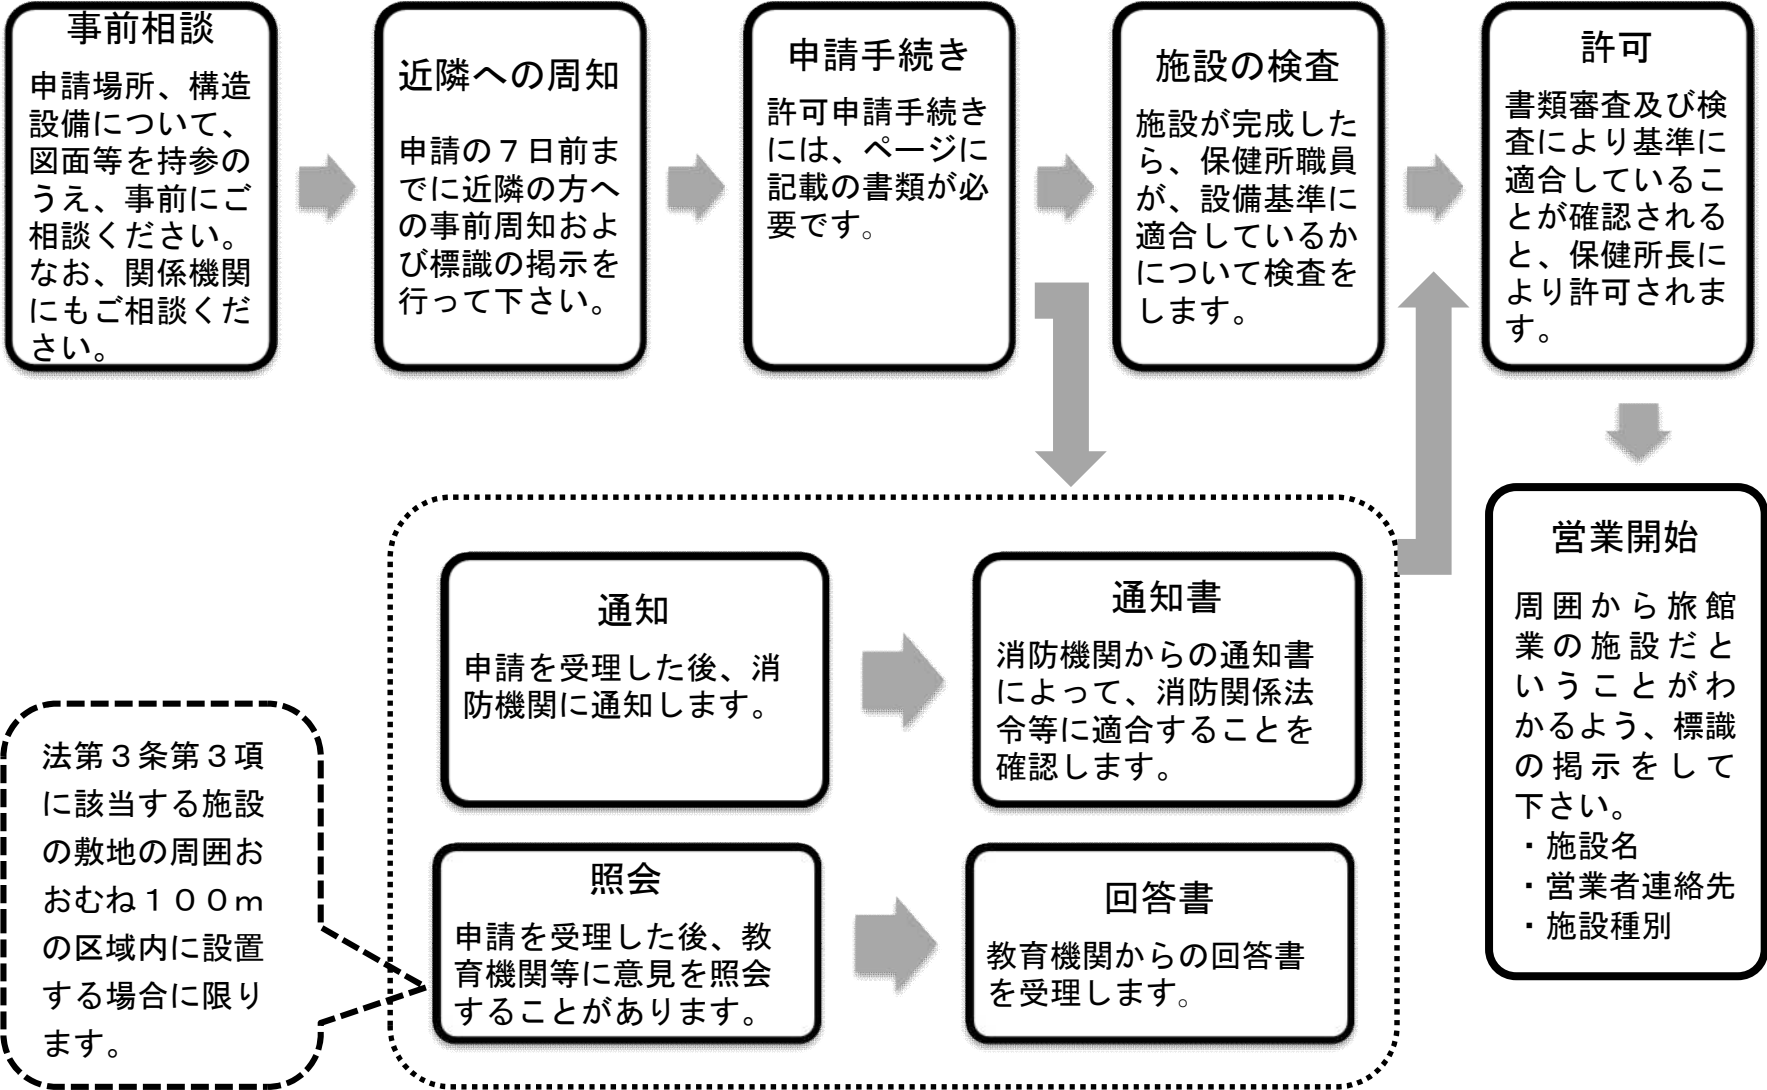 事前相談
申請場所、構造
設備について、
図面等を持参の
うえ、事前にご
相談ください。
なお、関係機関
にもご相談くだ
さい。
近隣への周知
申請の７日前ま
でに近隣の方へ
の事前周知およ
び標識の掲示を
行って下さい。
申請手続き
許可申請手続き
には、ページに
記載の書類が必
要です。
施設の検査
施設が完成した
ら、保健所職員
が、設備基準に
適合しているか
について検査を
します。
許可
書類審査及び検
査により基準に
適合しているこ
とが確認される
と、保健所長に
より許可されま
す。
通知
申請を受理した後、消
防機関に通知します。
通知書
消防機関からの通知書
によって、消防関係法
令等に適合することを
確認します。
法第３条第３項
に該当する施設
の敷地の周囲お
おむね１００ｍ
の区域内に設置
する場合に限り
ます。
照会
申請を受理した後、教
育機関等に意見を照会
することがあります。
回答書
教育機関からの回答書
を受理します。
営業開始
周囲から旅館
業の施設だと
いうことがわ
かるよう、標識
の掲示をして
下さい。
・施設名
・営業者連絡先
・施設種別